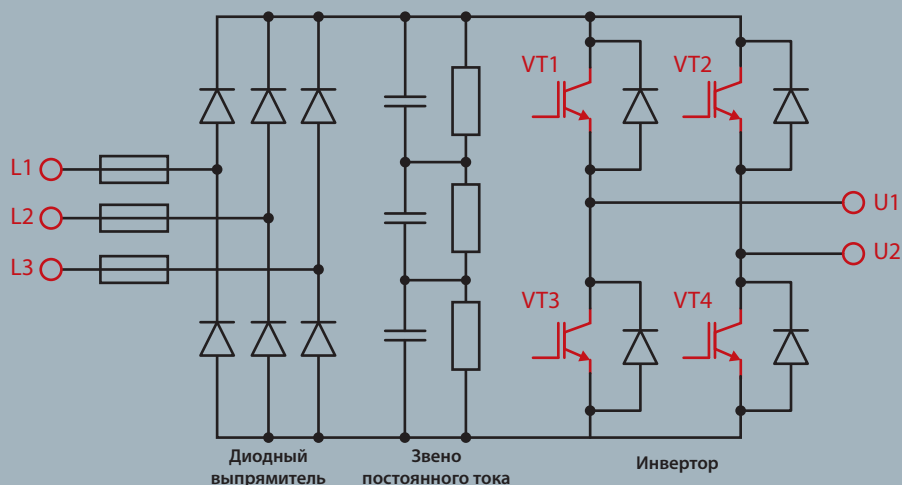 VT1
VT2
L1
L2
L3
U1
U2
VT3
VT4
Диодный
выпрямитель
Звено
постоянного тока
Инвертор